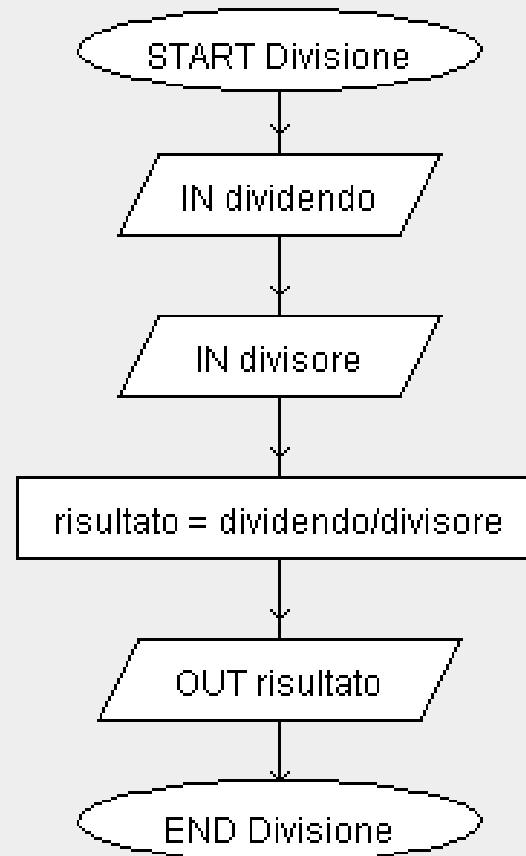 START Divisione
IN dividendo
IN divisore
risultato = dividendo/divisore
OUT risultato
END Divisione